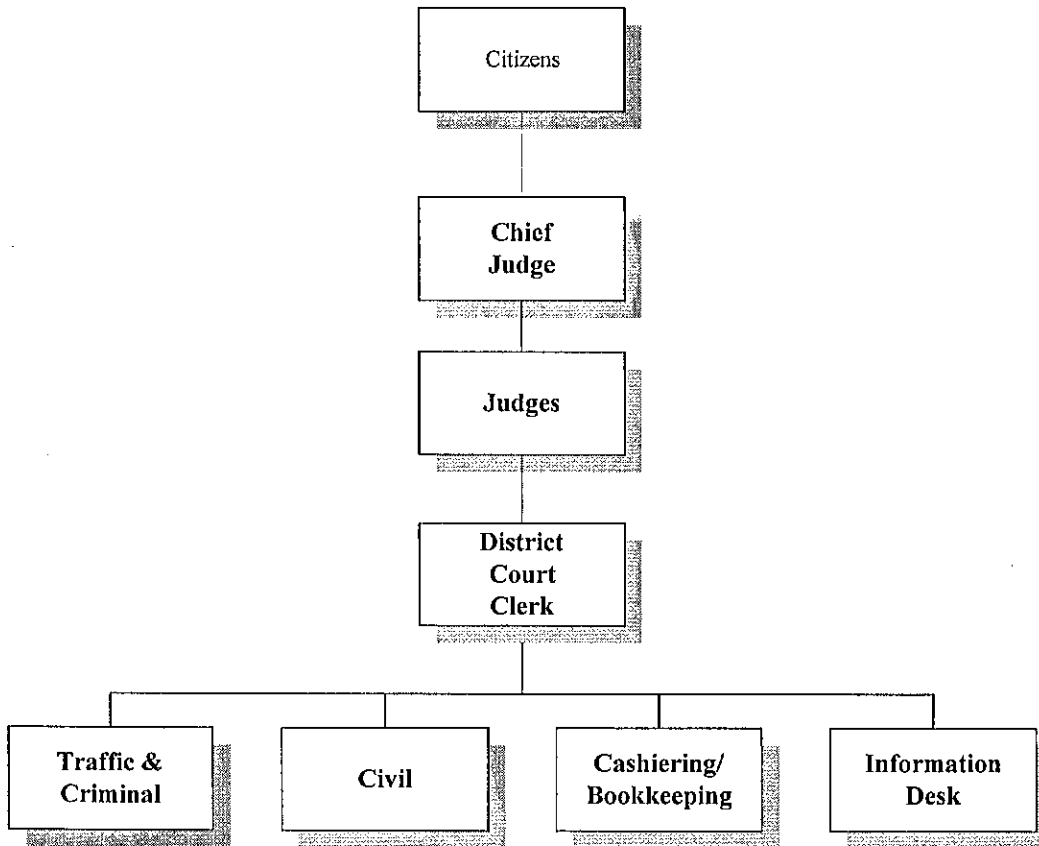 Citizens
Chief
Judge
Judges
District
Court
Clerk
Traffic &
Criminal
Civil
Cashiering/
Bookkeeping
Information
Desk